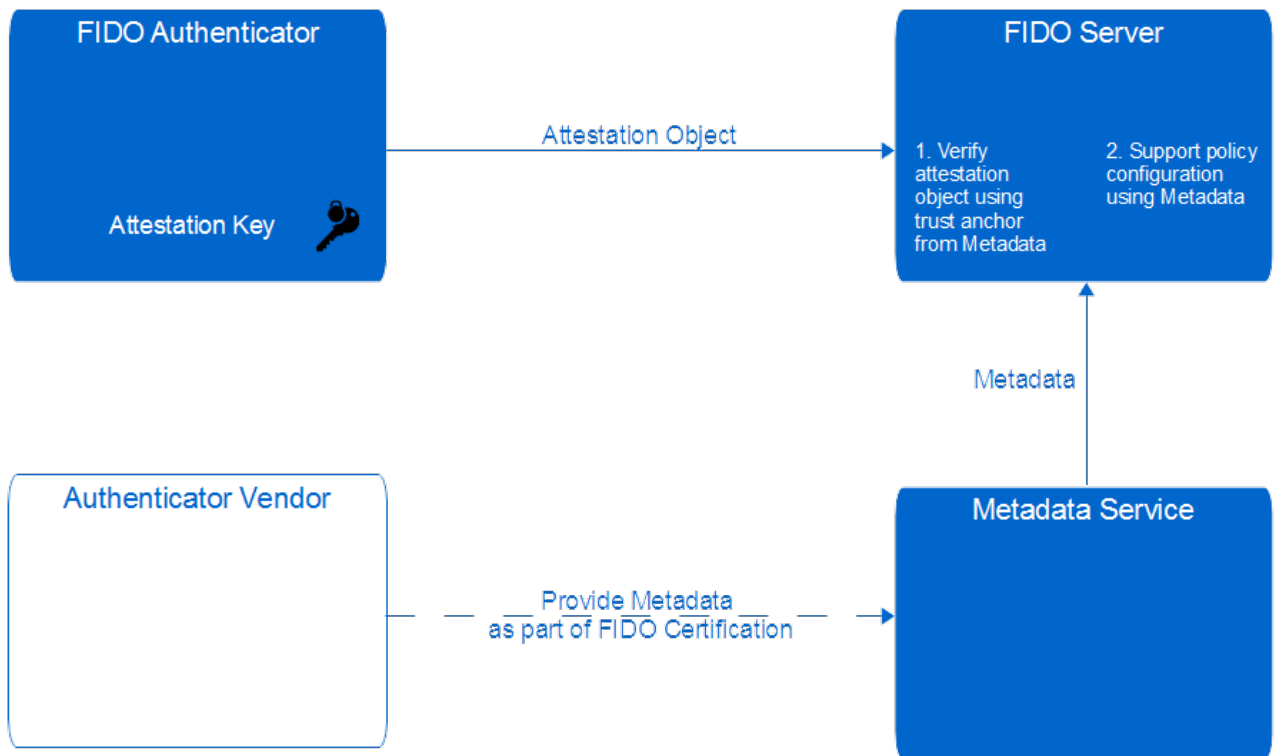 FIDO Authenticator
Attestation Key
Attestation Object
FIDO Server
1. Verify
attestation
object using
trust anchor
from Metadata
2. Support policy
configuration
using Metadata
Metadata
Authenticator Vendor
Provide Metadata
as part of FIDO Certification
Metadata Service